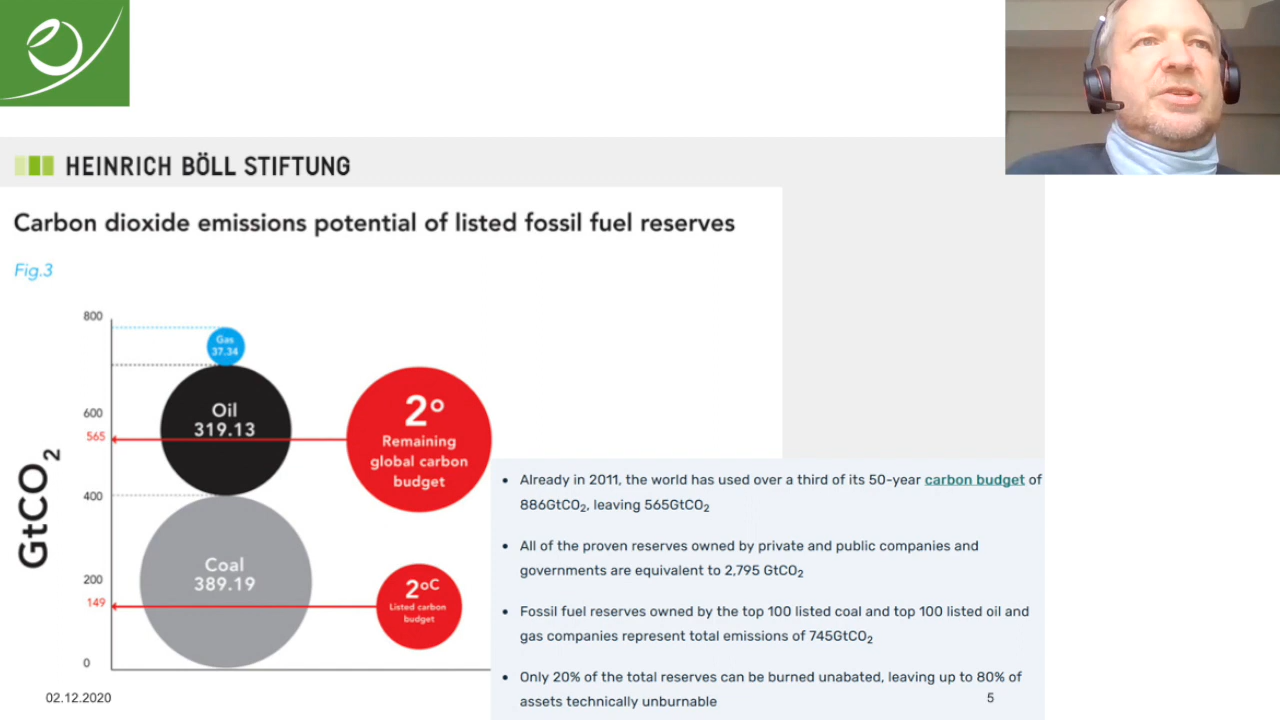 HEINRICH BÖLL STIFTUNG
Carbon dioxide emissions potential of listed fossil fuel reserves
Fig.3
GtCO2
800
600
565
400
200
149
0
Gas
37.34
Oil
319.13
Coal
389.19
2°
Remaining
global carbon
budget
2°C
Listed carbon
budget
• Already in 2011, the world has used over a third of its 50-year carbon budget of
886GtCO2, leaving 565GtCO2
• All of the proven reserves owned by private and public companies and
governments are equivalent to 2,795 GtCO2
• Fossil fuel reserves owned by the top 100 listed coal and top 100 listed oil and
gas companies represent total emissions of 745GtCO2
• Only 20% of the total reserves can be burned unabated, leaving up to 80% of
assets technically unburnable
02.12.2020
5